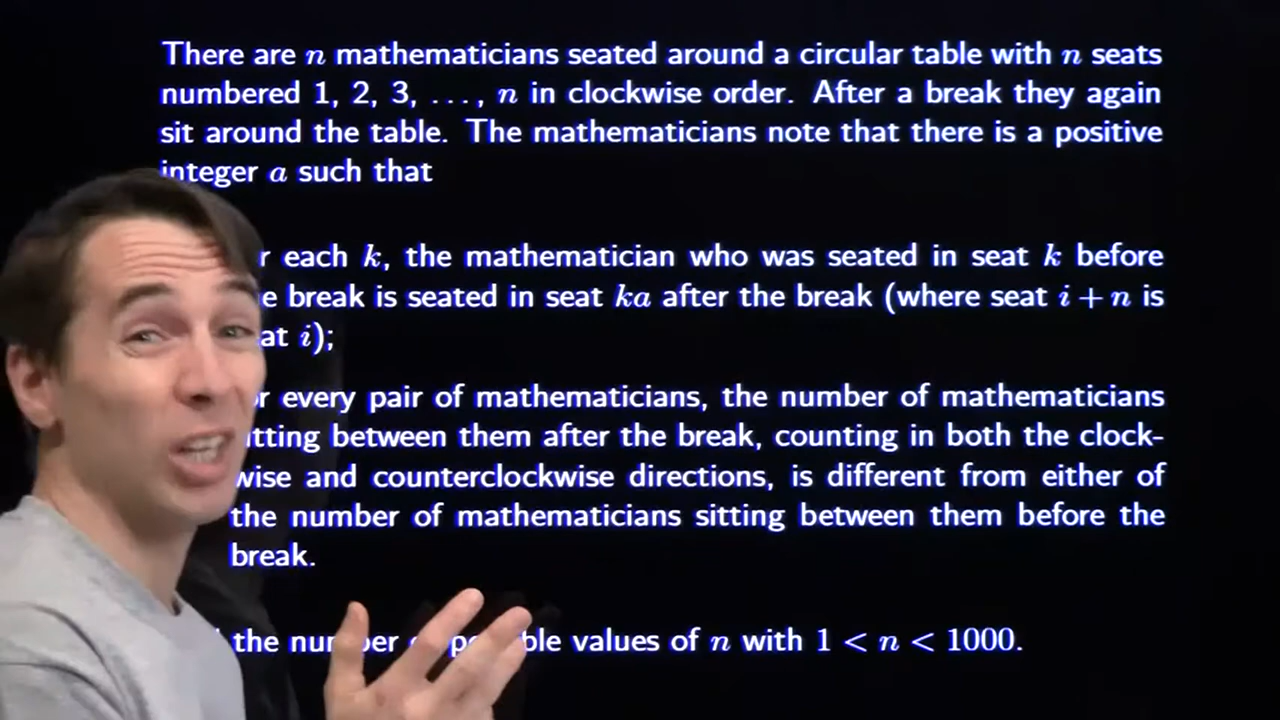 There are n mathematicians seated around a circular table with n seats
numbered 1, 2, 3, …, n in clockwise order. After a break they again
sit around the table. The mathematicians note that there is a positive
integer a such that
each k, the mathematician who was seated in seat k before
break is seated in seat ka after the break (where seat i + n is
i);
every pair of mathematicians, the number of mathematicians
between them after the break, counting in both the clock-
wise and counterclockwise directions, is different from either of
the number of mathematicians sitting between them before the
break.
the values of n with 1 < n < 1000.